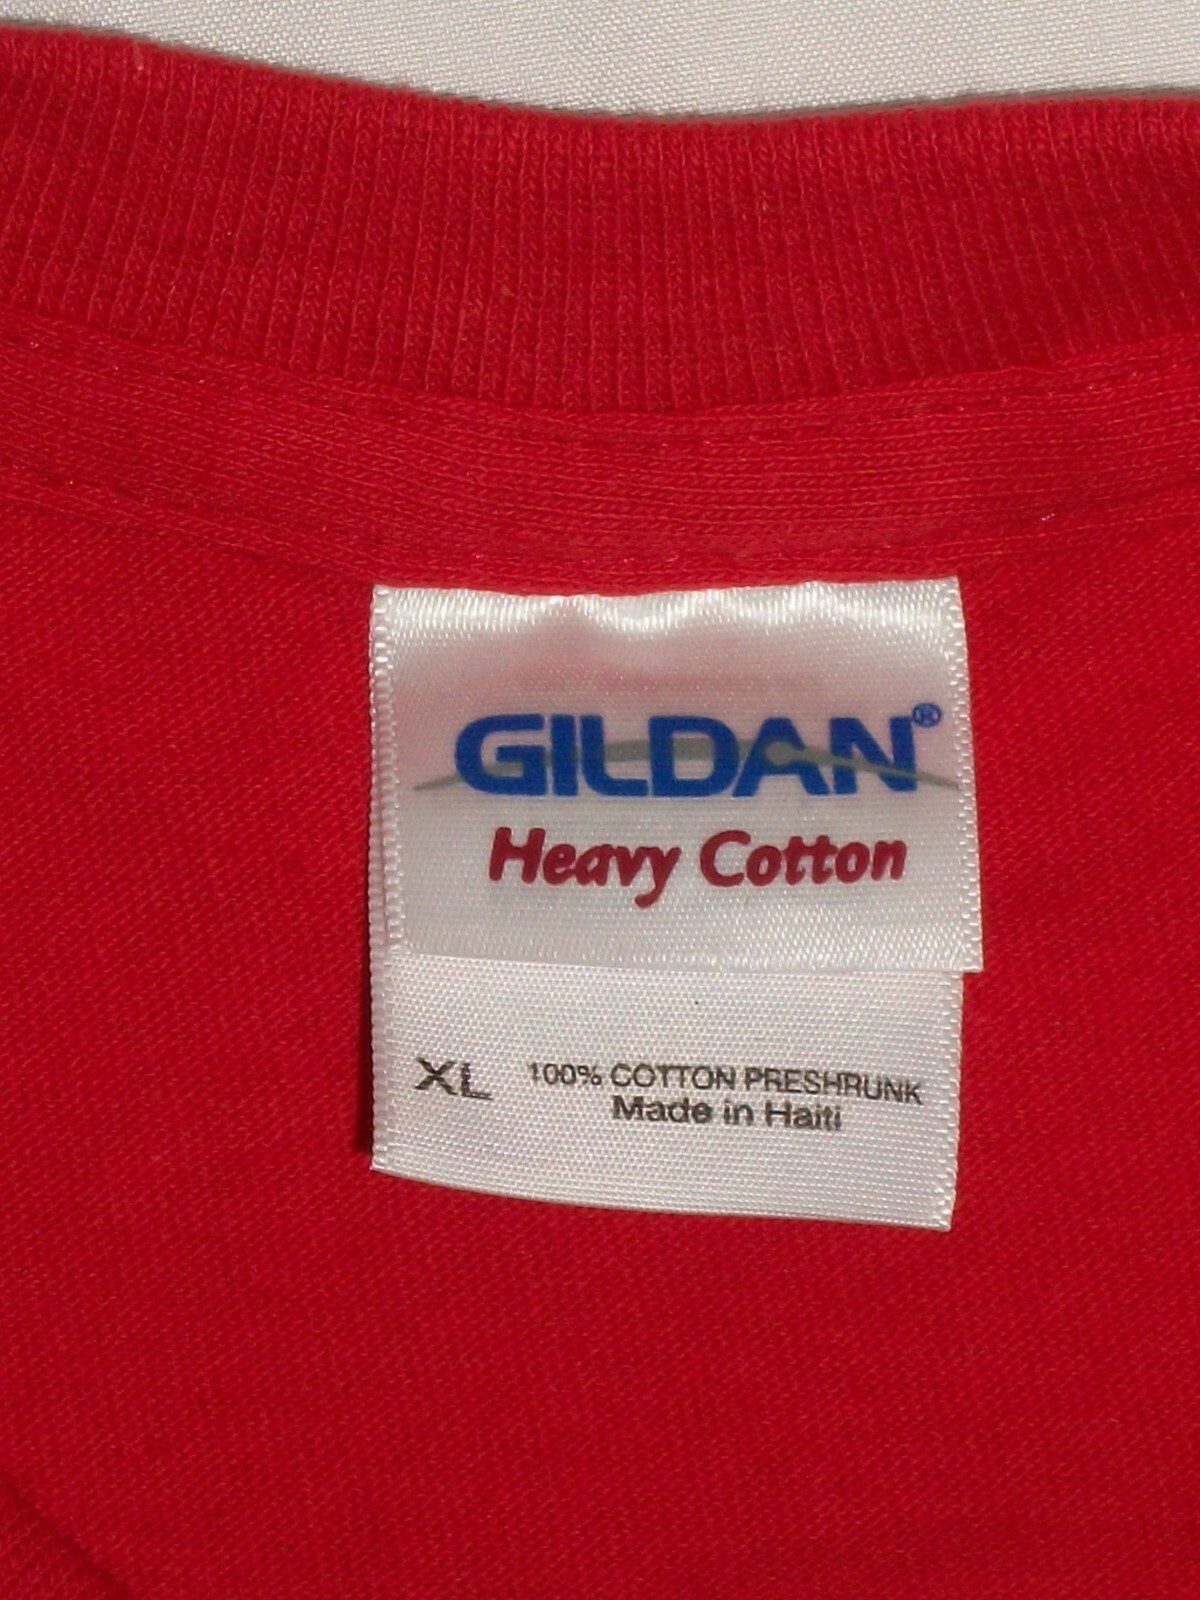 GILDAN®
Heavy Cotton
XL 100% COTTON PRESHRUNK
Made in Haiti